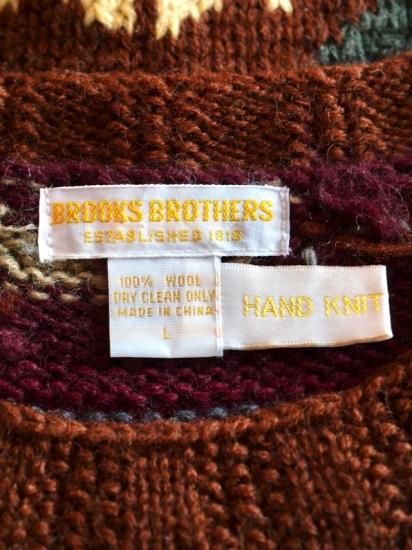 BROOKS BROTHERS
ESTABLISHED 1818
100% WOOL
DRY CLEAN ONLY
MADE IN CHINA
L
HAND KNIT